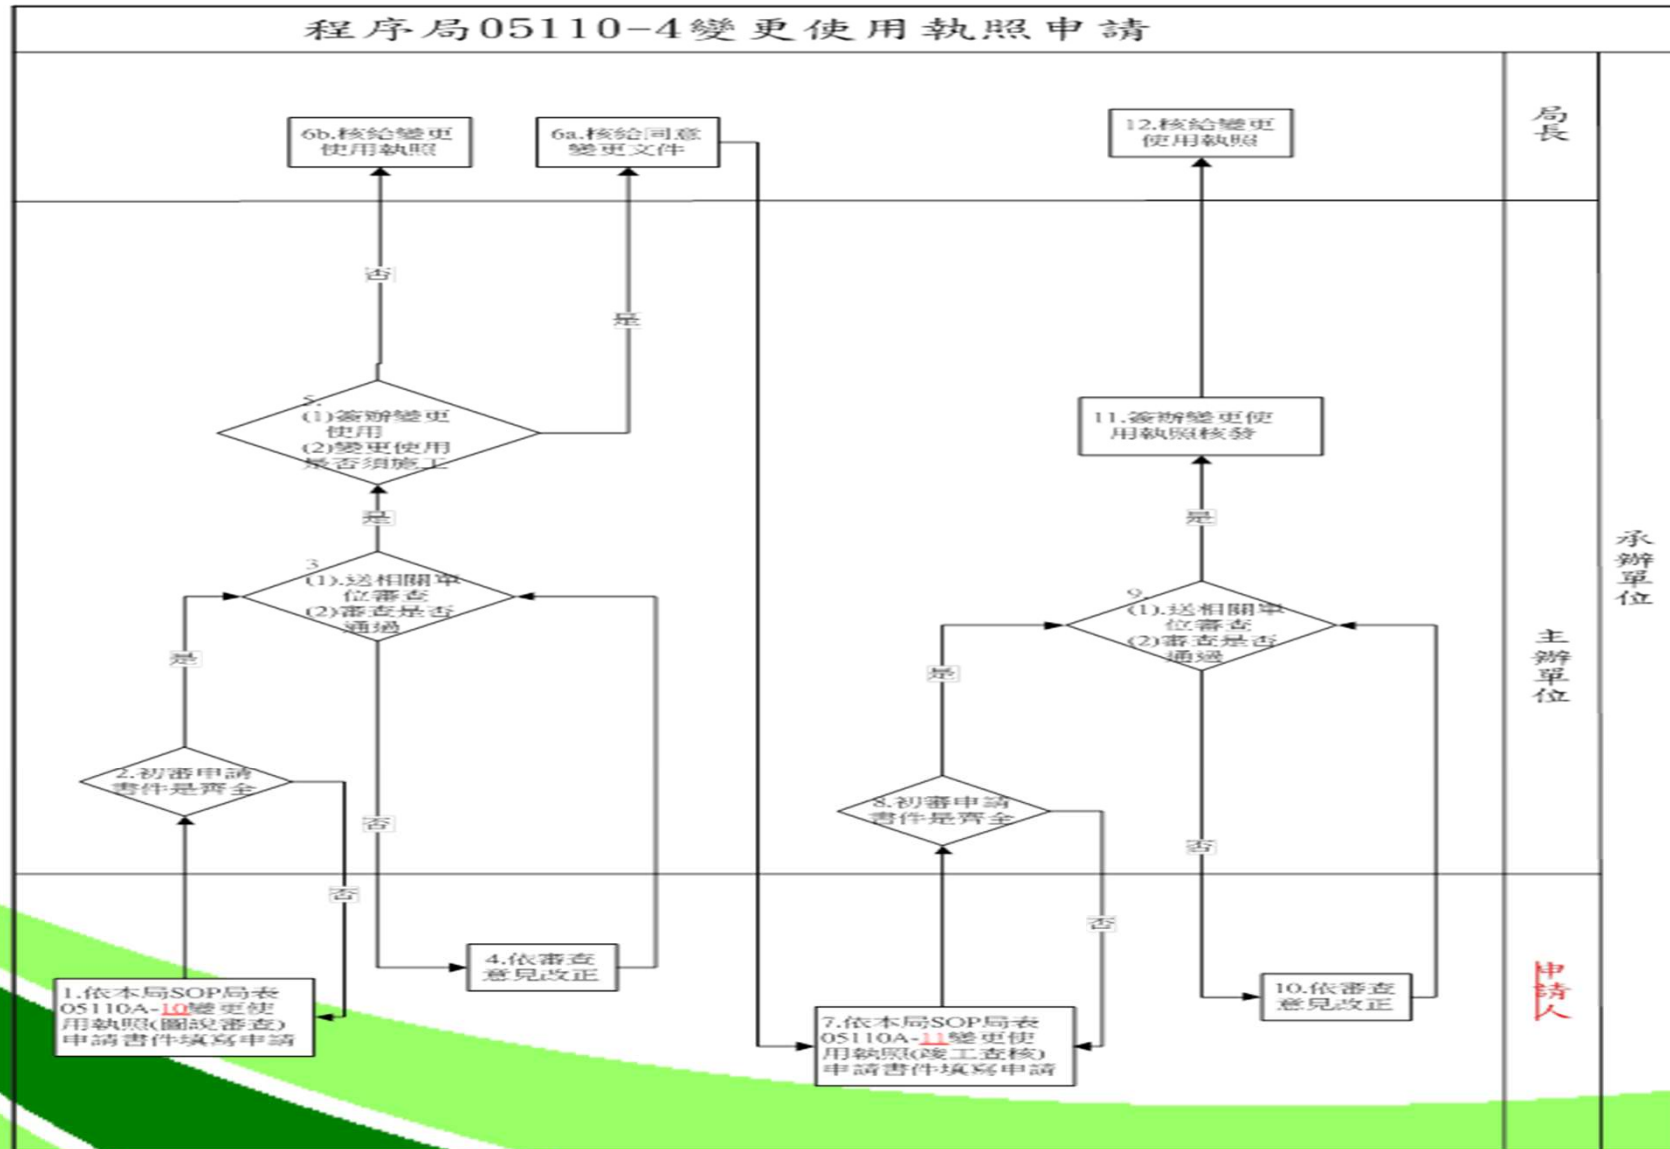 程序局05110-4變更使用執照申請
局長
6b.核給變更
使用執照
6a.核給同意
變更文件
12.核給變更
使用執照
承辦單位
主辦單位
否
是
5.
(1)簽辦變更
使用
(2)變更使用
是否須施工
11.簽辦變更使
用執照核發
是
是
3
(1).送相關單
位審查
(2)審查是否
通過
9.
(1).送相關單
位審查
(2)審查是否
通過
是
是
2.初審申請
書件是齊全
8.初審申請
書件是齊全
否
否
否
否
申請人
4.依審查
意見改正
10.依審查
意見改正
1.依本局SOP局表
05110A-10變更使
用執照(圖說審查)
申請書件填寫申請
7.依本局SOP局表
05110A-11變更使
用執照(竣工查核)
申請書件填寫申請